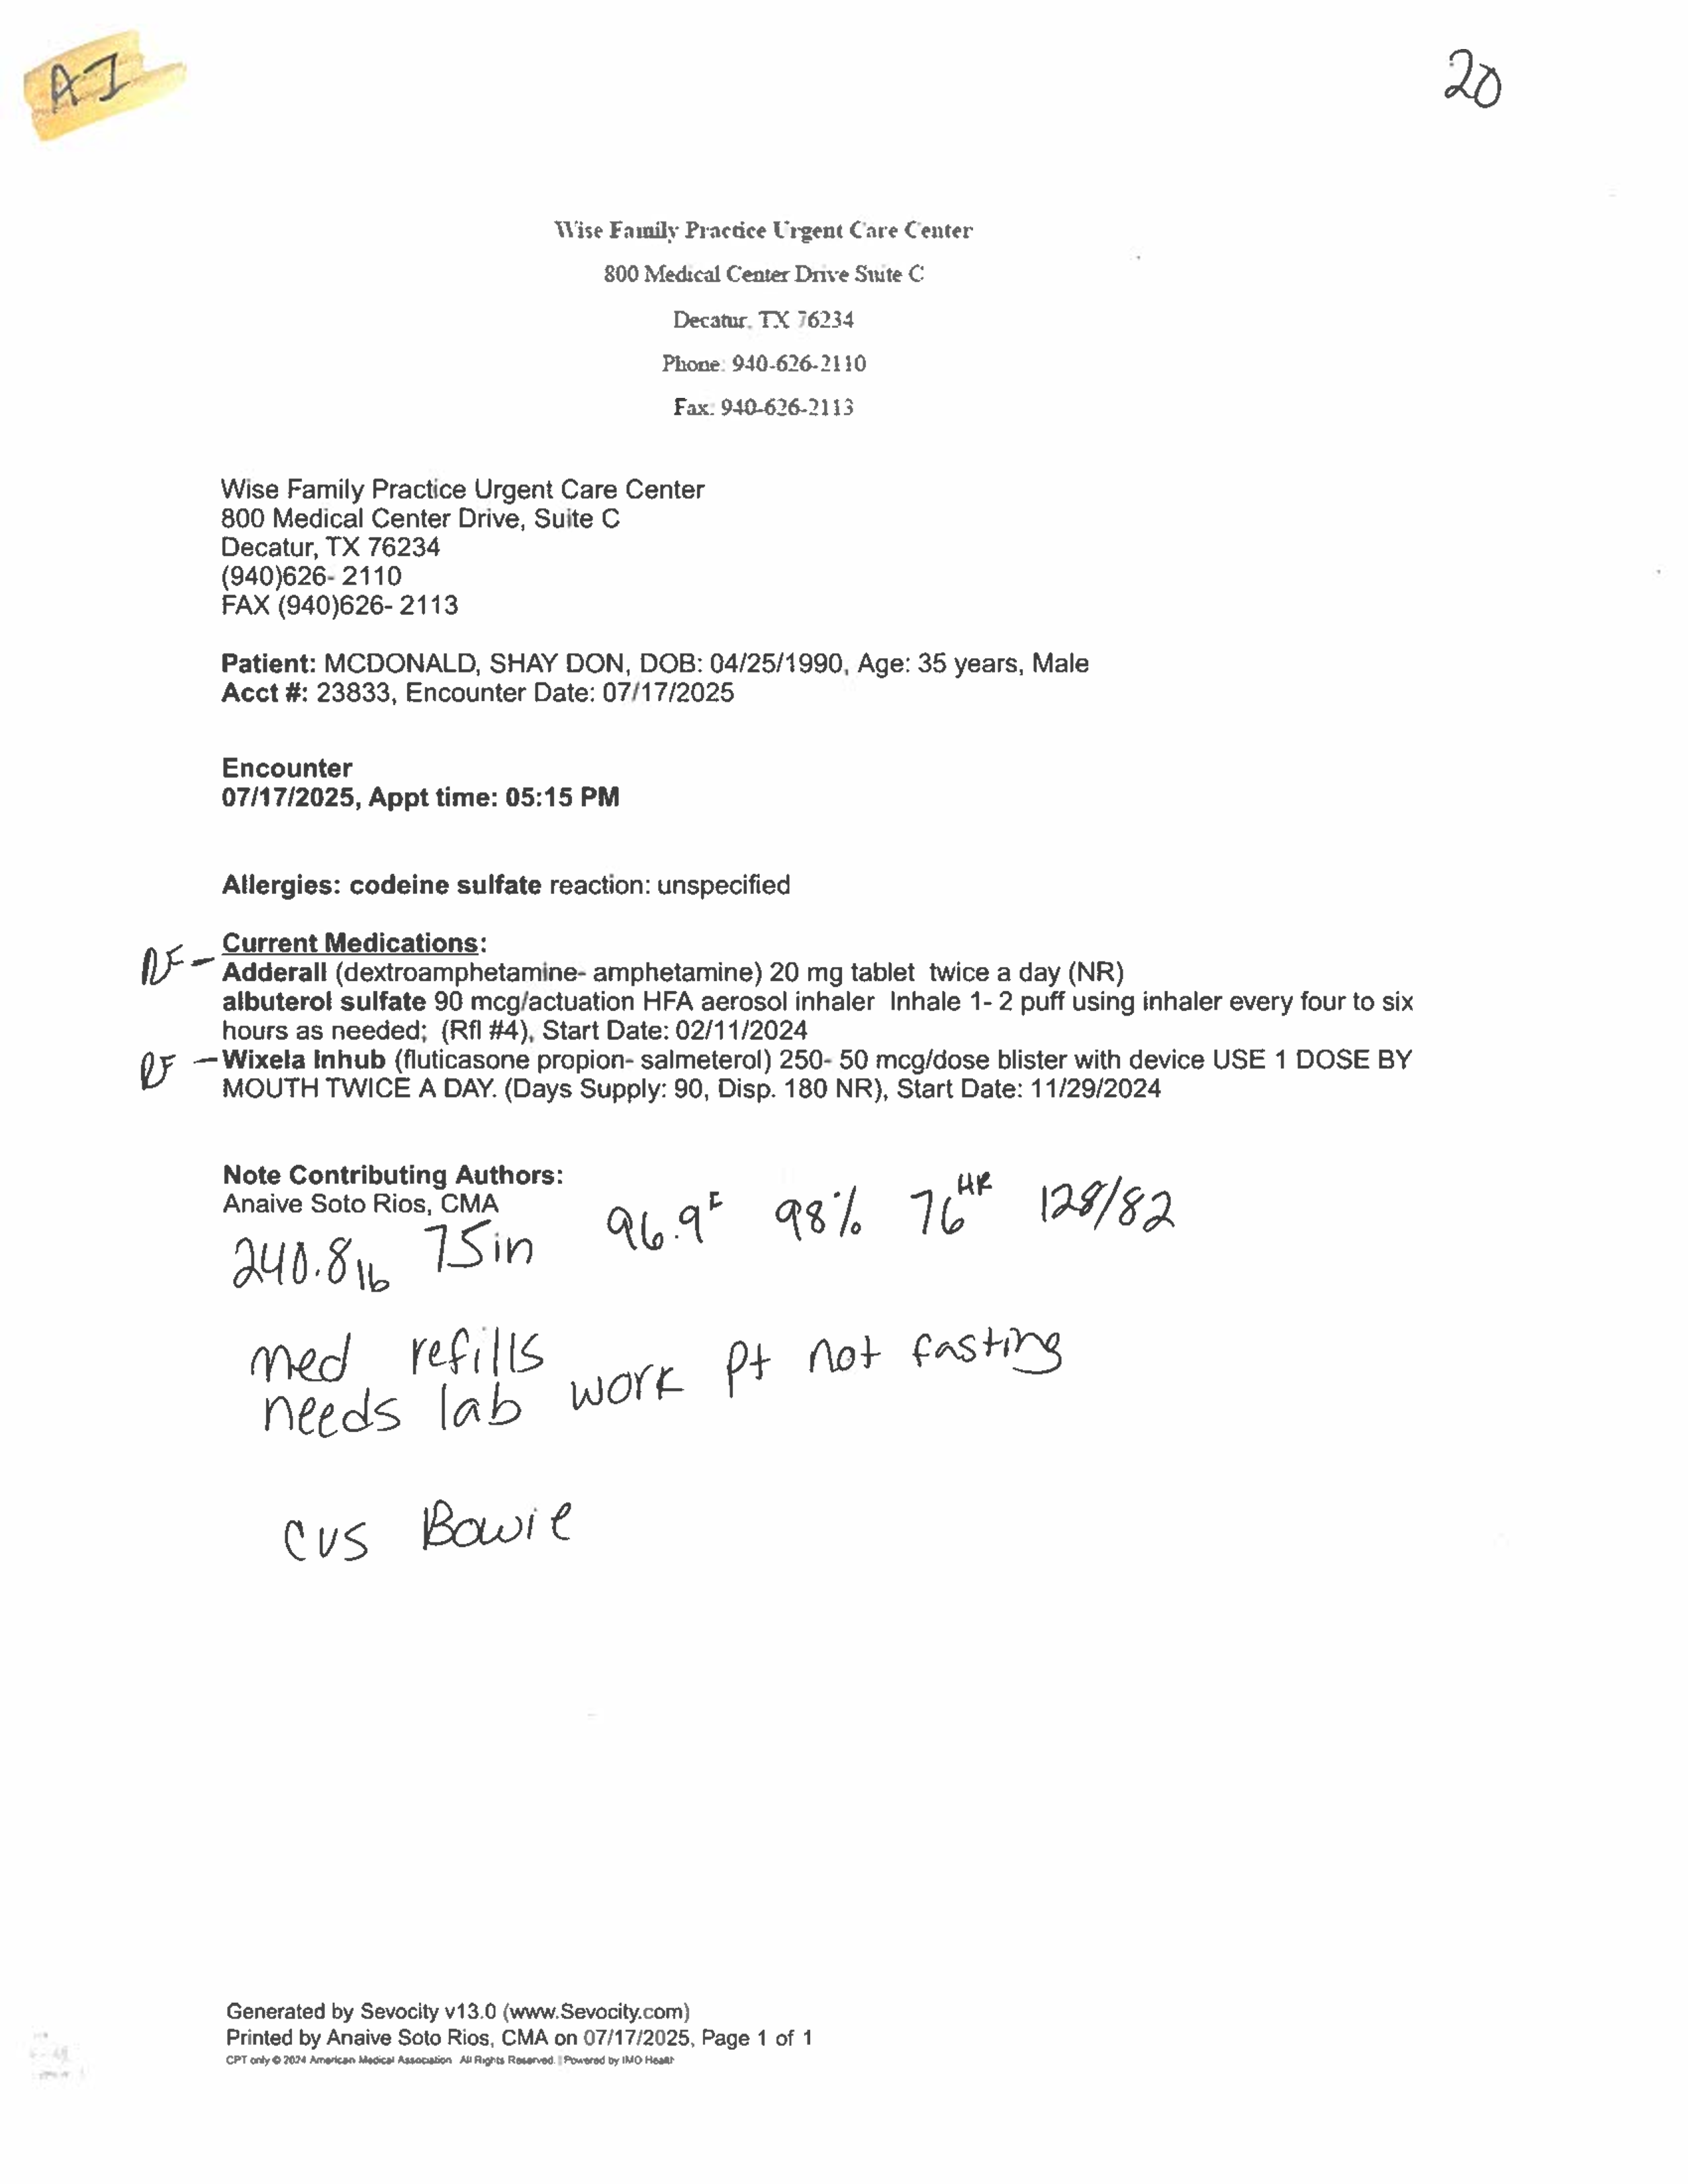 AI
20
Wise Family Practice Urgent Care Center
800 Medical Center Drive Suite C
Decatur, TX 76234
Phone: 940-626-2110
Fax: 940-626-2113
Wise Family Practice Urgent Care Center
800 Medical Center Drive, Suite C
Decatur, TX 76234
(940)626- 2110
FAX (940)626- 2113
Patient: MCDONALD, SHAY DON, DOB: 04/25/1990, Age: 35 years, Male
Acct #: 23833, Encounter Date: 07/17/2025
Encounter
07/17/2025, Appt time: 05:15 PM
Allergies: codeine sulfate reaction: unspecified
Current Medications:
RF - Adderall (dextroamphetamine- amphetamine) 20 mg tablet twice a day (NR)
albuterol sulfate 90 mcg/actuation HFA aerosol inhaler Inhale 1- 2 puff using inhaler every four to six
hours as needed; (Rfl #4), Start Date: 02/11/2024
RF - Wixela Inhub (fluticasone propion- salmeterol) 250- 50 mcg/dose blister with device USE 1 DOSE BY
MOUTH TWICE A DAY. (Days Supply: 90, Disp. 180 NR), Start Date: 11/29/2024
Note Contributing Authors:
Anaive Soto Rios, CMA
240.8lb 75in 96.9F 98% 76HR 128/82
med refills
needs lab work pt not fasting
CVS Bowie
Generated by Sevocity v13.0 (www.Sevocity.com)
Printed by Anaive Soto Rios, CMA on 07/17/2025, Page 1 of 1
CPT only © 2024 American Medical Association All Rights Reserved. | Powered by IMO Health